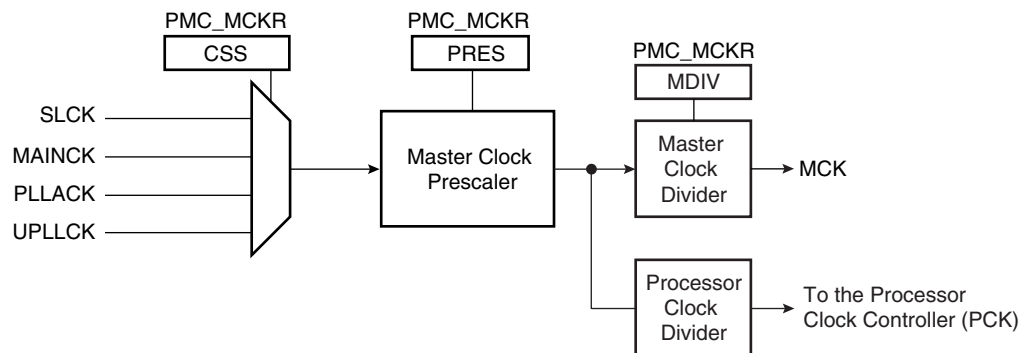 PMC_MCKR
CSS
PMC_MCKR
PRES
PMC_MCKR
MDIV
SLCK
MAINCK
PLLACK
UPLLCK
Master Clock
Prescaler
Master
Clock
Divider
MCK
Processor
Clock
Divider
To the Processor
Clock Controller (PCK)